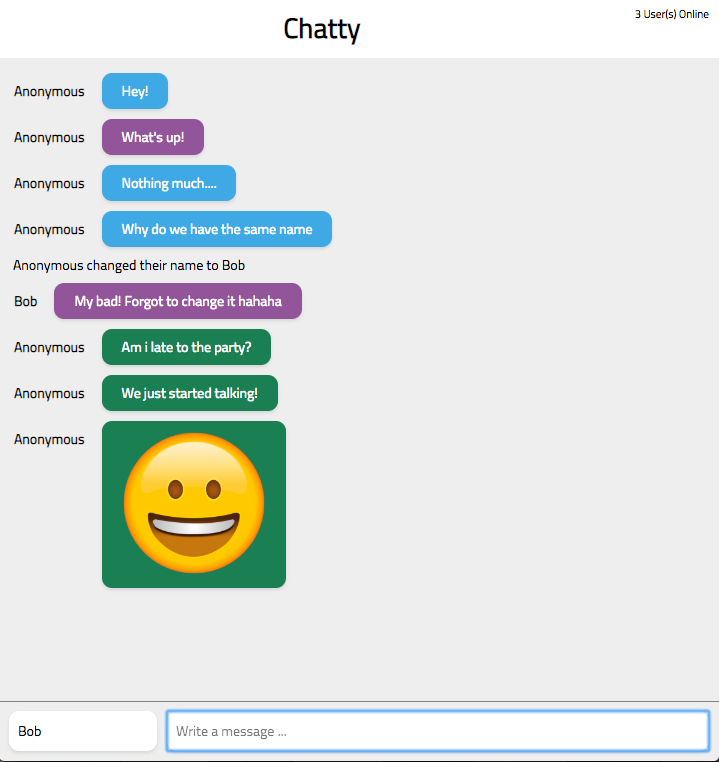 Chatty
3 User(s) Online
Anonymous Hey!
Anonymous What's up!
Anonymous Nothing much....
Anonymous Why do we have the same name
Anonymous changed their name to Bob
Bob My bad! Forgot to change it hahaha
Anonymous Am i late to the party?
Anonymous We just started talking!
Anonymous
Bob Write a message ...